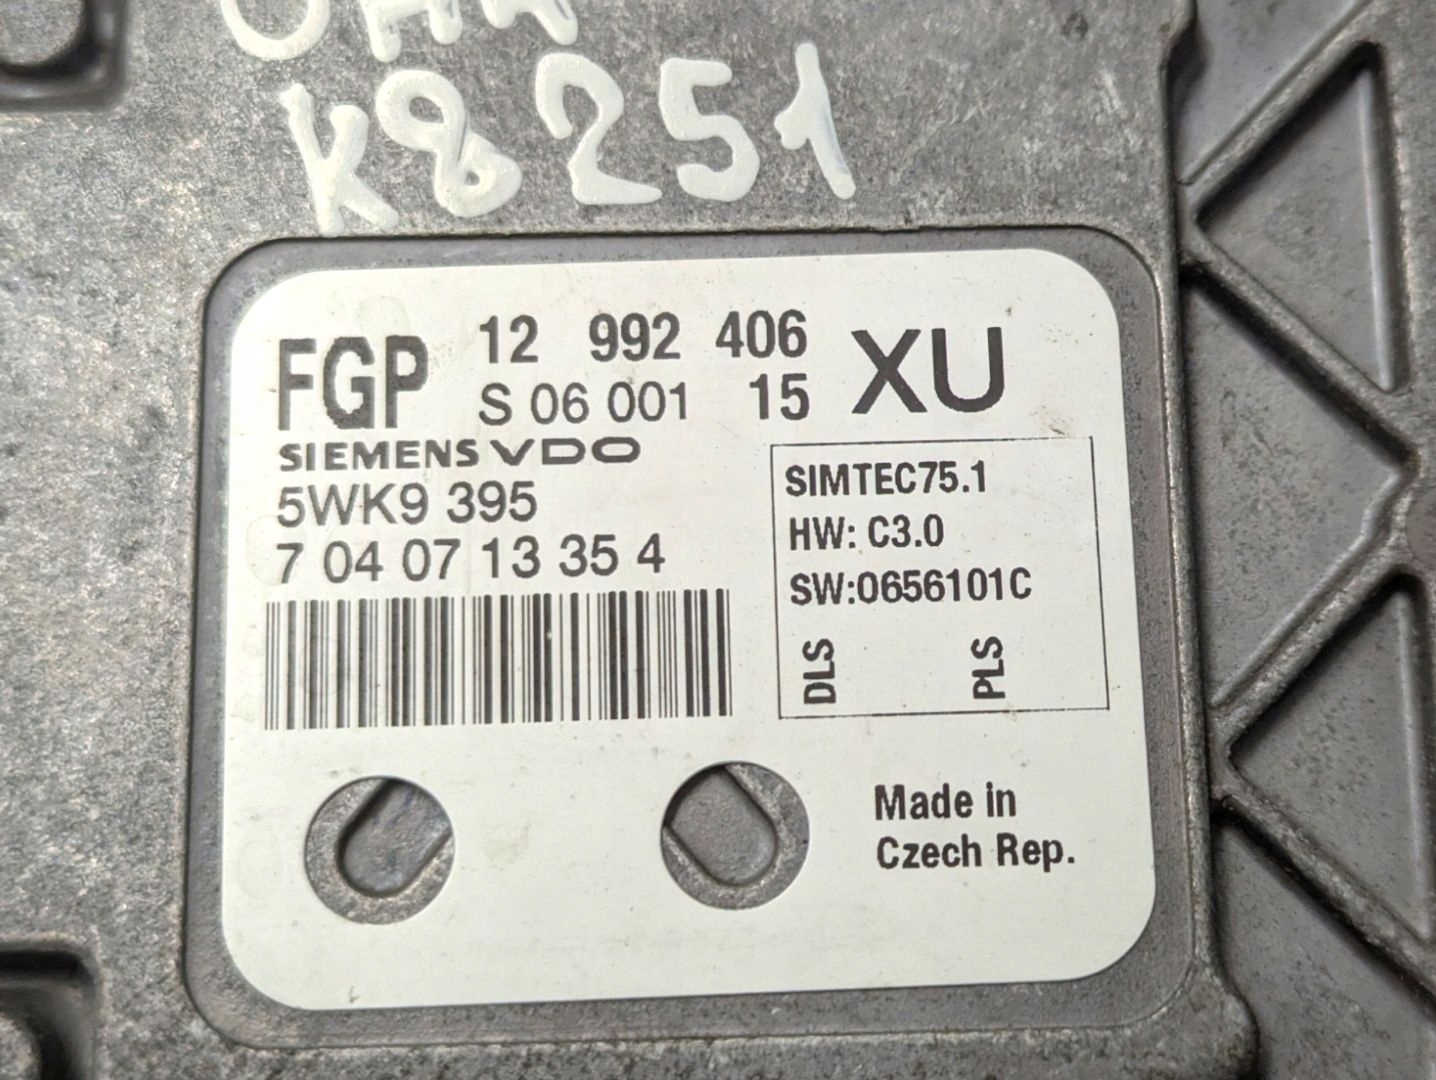 K8251
FGP 12 992 406 XU
S 06 001 15
SIEMENS VDO
5WK9 395
7 04 07 13 35 4
SIMTEC75.1
HW: C3.0
SW:0656101C
DLS PLS
Made in
Czech Rep.